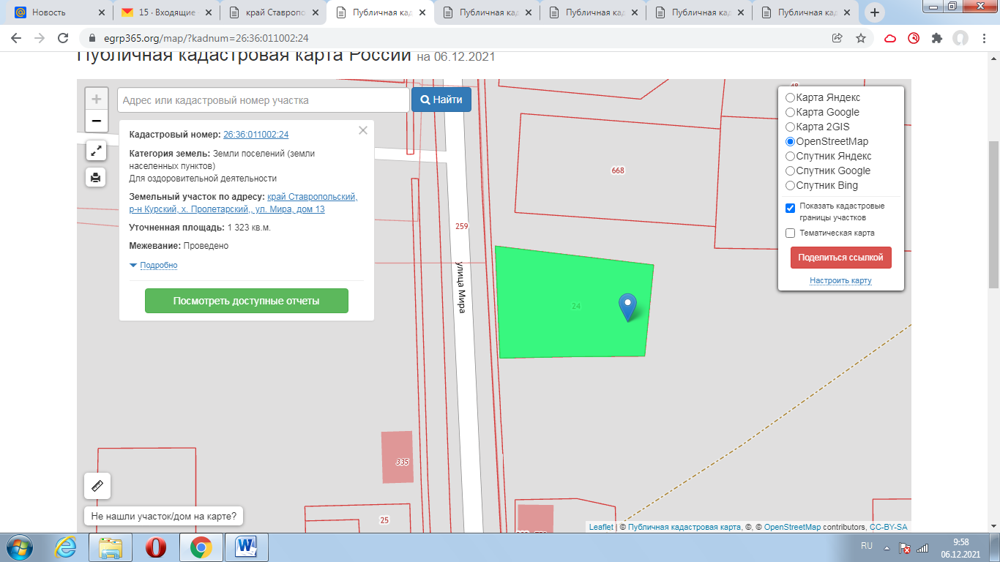 Новость
15 · Входящие
край Ставропо
Публичная кад
Публичная кад
Публичная кад
Публичная кад
Публичная кад
egrp365.org/map/?kadnum=26:36:011002:24
Публичная кадастровая карта России на 06.12.2021
Адрес или кадастровый номер участка
Найти
Кадастровый номер: 26:36:011002:24
Категория земель: Земли поселений (земли
населенных пунктов)
Для оздоровительной деятельности
Земельный участок по адресу: край Ставропольский,
р-н Курский, х. Пролетарский,, ул. Мира, дом 13
Уточненная площадь: 1 323 кв.м.
Межевание: Проведено
Подробно
Посмотреть доступные отчеты
48
Карта Яндекс
Карта Google
Карта 2GIS
OpenStreetMap
Спутник Яндекс
Спутник Google
Спутник Bing
Показать кадастровые
границы участков
Тематическая карта
Поделиться ссылкой
Настроить карту
668
259
улица Мира
24
335
25
Не нашли участок/дом на карте?
Leaflet | © Публичная кадастровая карта, ©, © OpenStreetMap contributors, CC-BY-SA
RU
9:58
06.12.2021